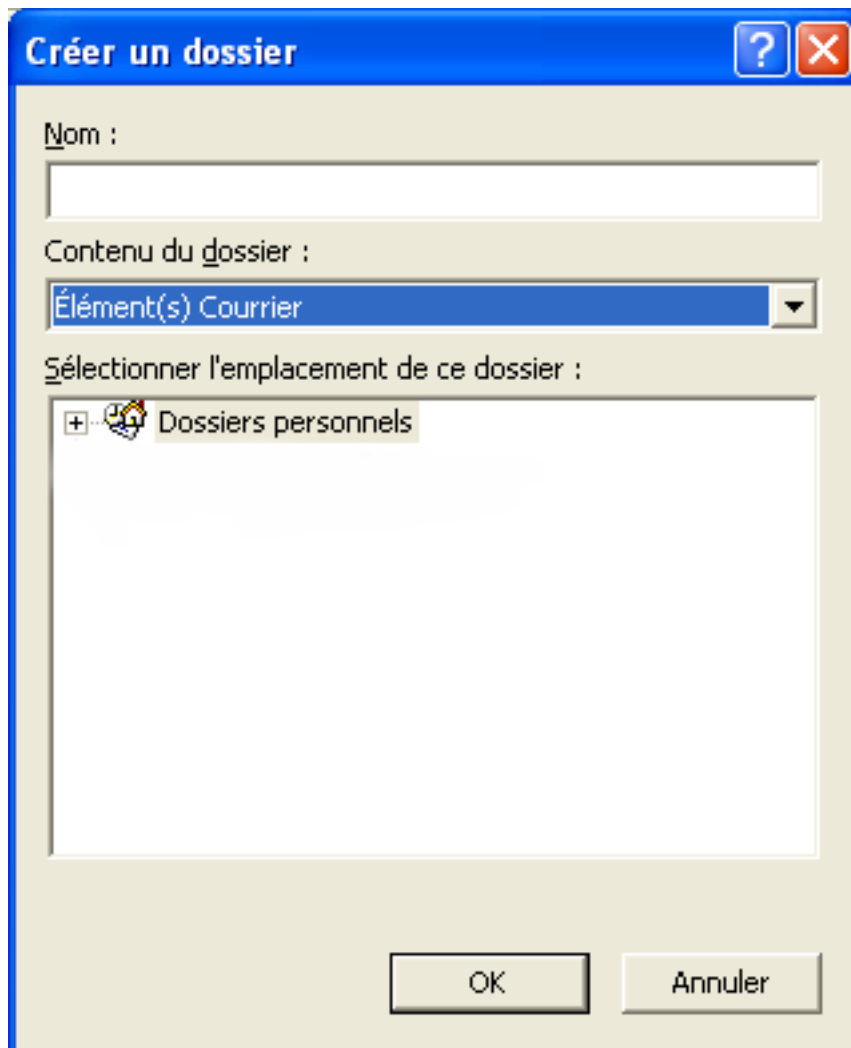 Créer un dossier
Nom :
Contenu du dossier :
Élément(s) Courrier
Sélectionner l'emplacement de ce dossier :
Dossiers personnels
OK Annuler